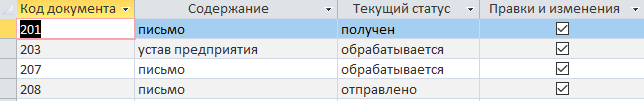 Код документа Содержание Текущий статус Правки и изменения
201 письмо получен
203 устав предприятия обрабатывается
207 письмо обрабатывается
208 письмо отправлено